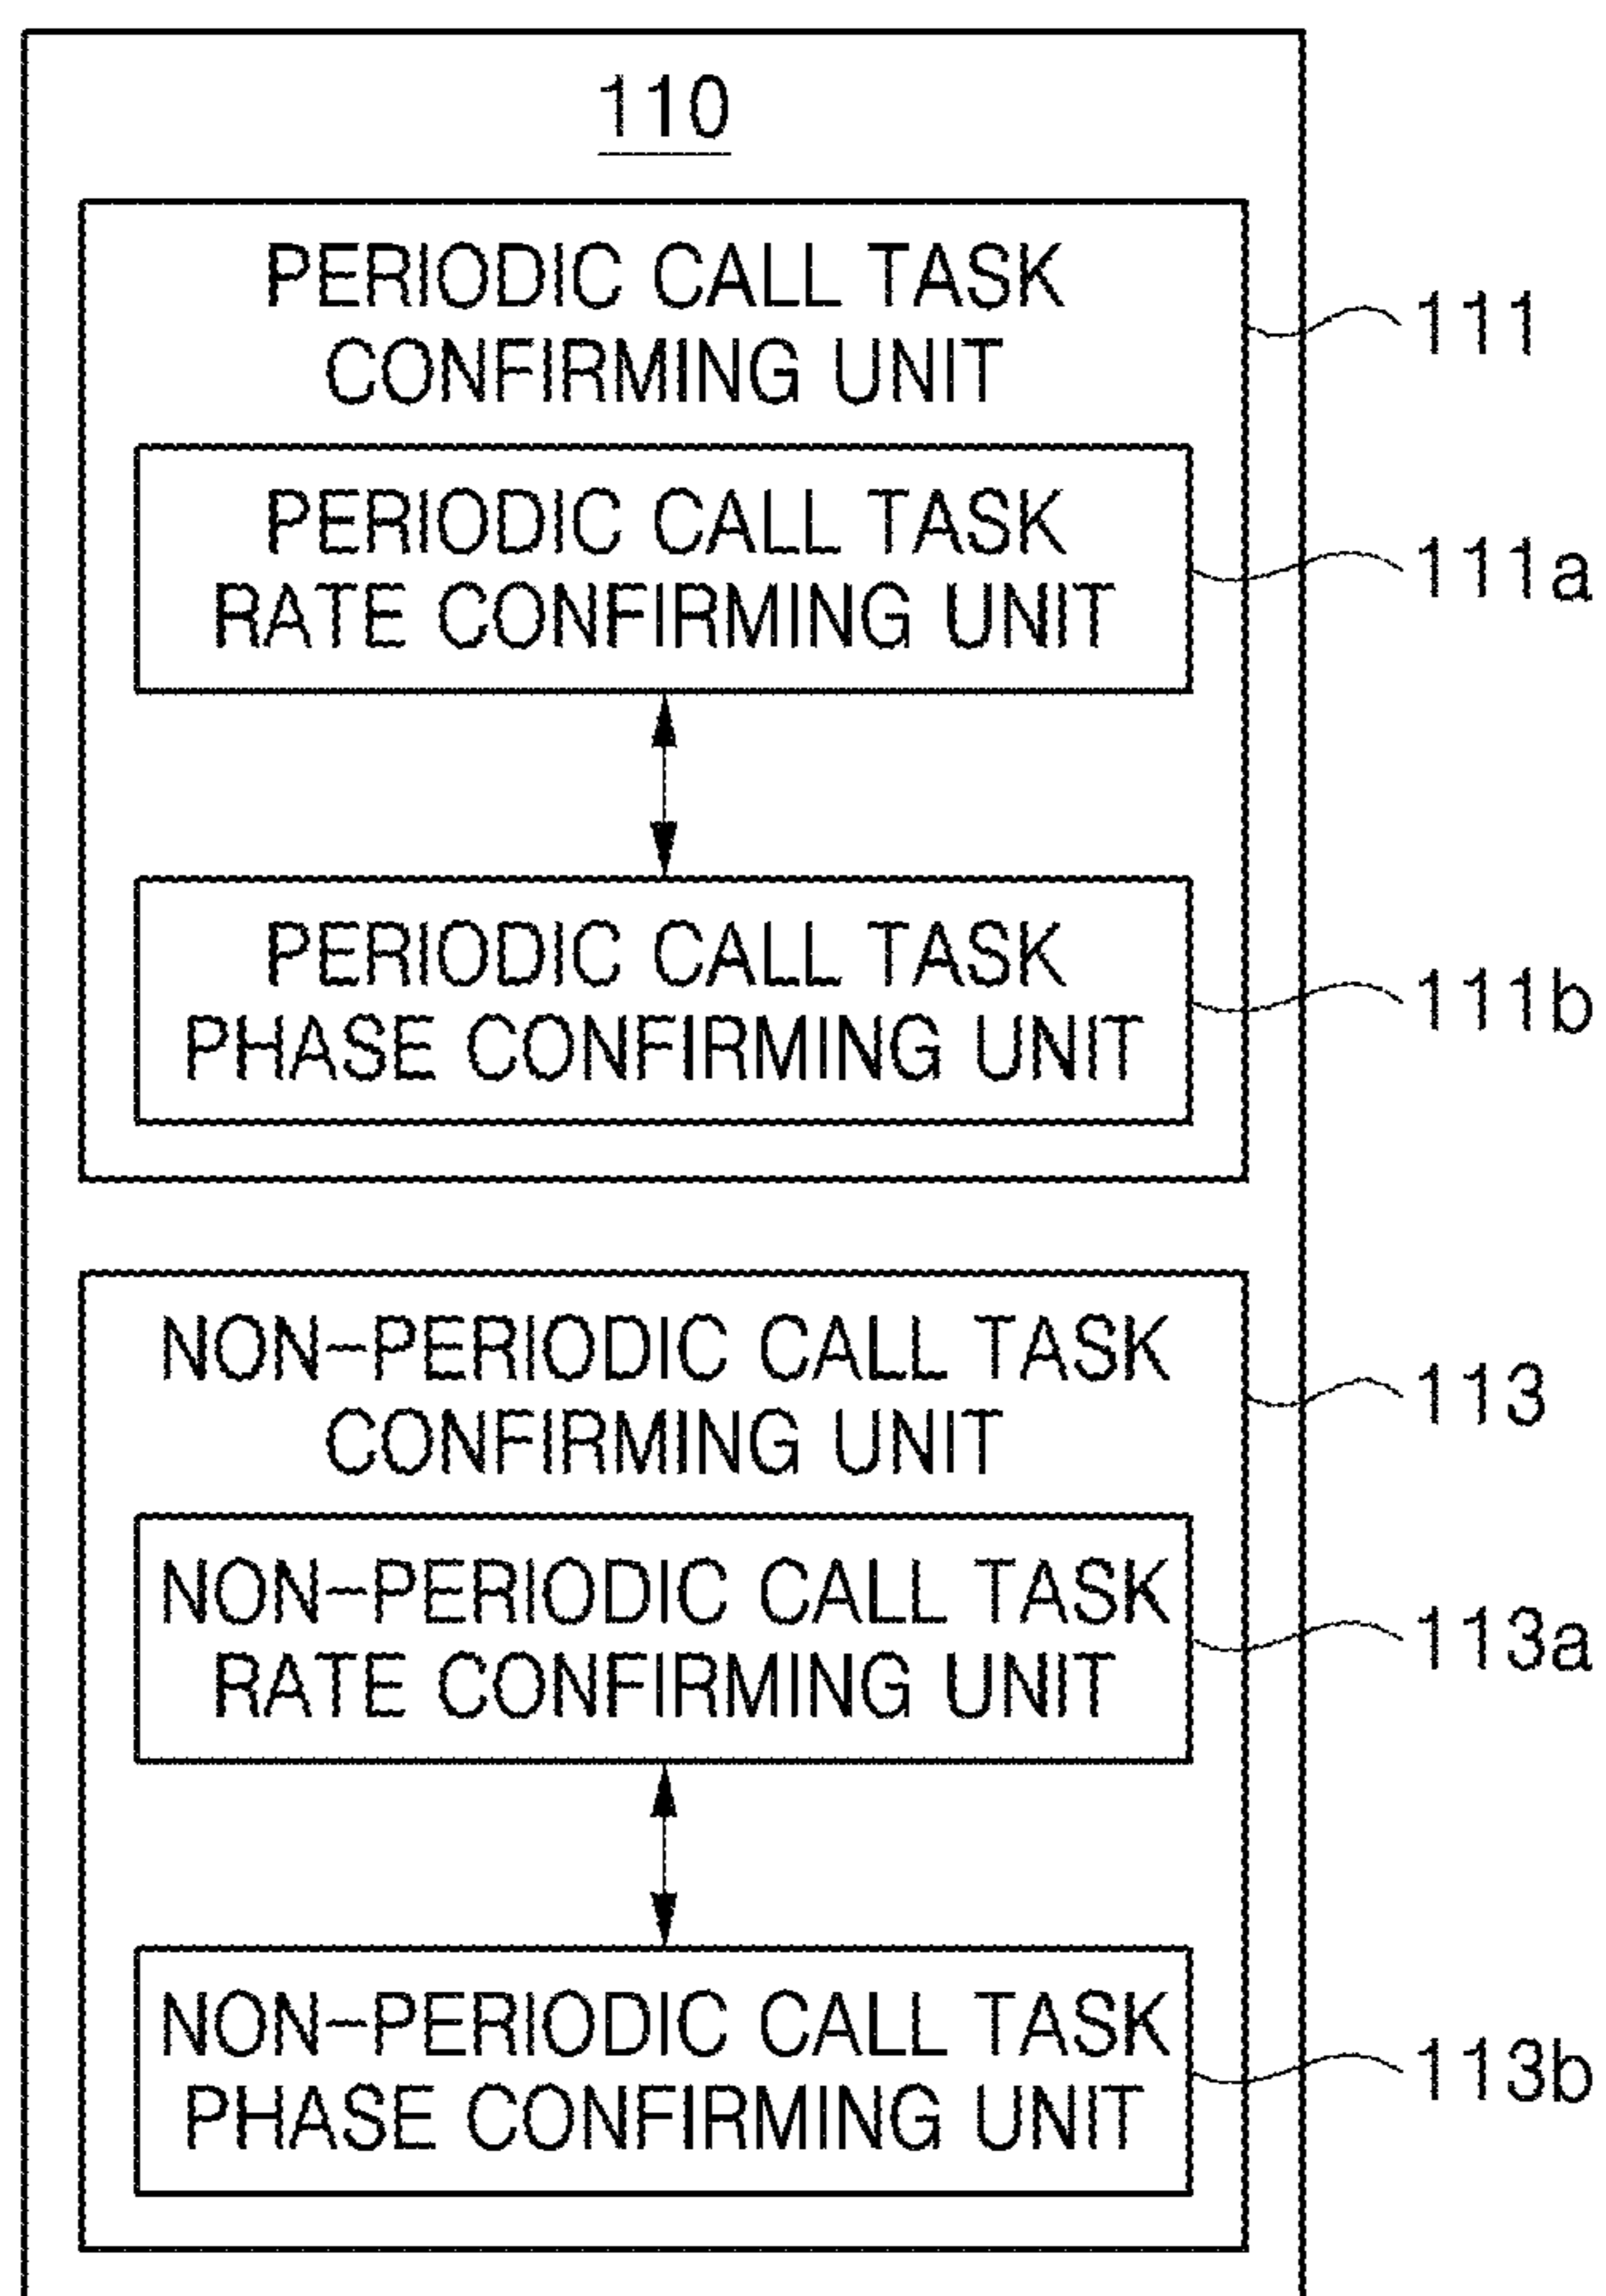 110
PERIODIC CALL TASK
CONFIRMING UNIT
111
PERIODIC CALL TASK
RATE CONFIRMING UNIT
111a
PERIODIC CALL TASK
PHASE CONFIRMING UNIT
111b
NON-PERIODIC CALL TASK
CONFIRMING UNIT
113
NON-PERIODIC CALL TASK
RATE CONFIRMING UNIT
113a
NON-PERIODIC CALL TASK
PHASE CONFIRMING UNIT
113b